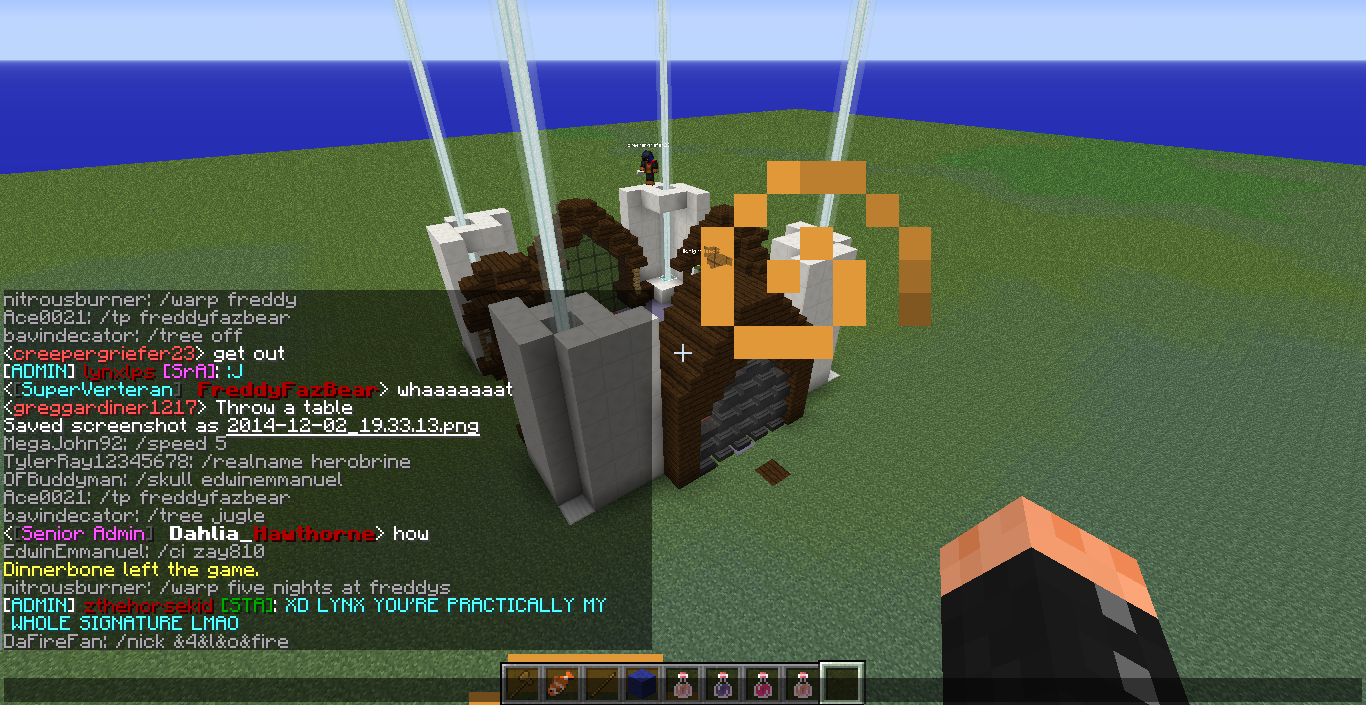 creepergriefer23
nitrousburner: /warp freddy
Ace0021: /tp freddyfazbear
bavindecator: /tree off
<creepergriefer23> get out
[ADMIN] lynxlps [SrA]: :J
<[SuperVerteran] FreddyFazBear> whaaaaaaat
<greggardiner1217> Throw a table
Saved screenshot as 2014-12-02_19.33.13.png
MegaJohn92: /speed 5
TylerRay12345678: /realname herobrine
OFBuddyman: /skull edwinemmanuel
Ace0021: /tp freddyfazbear
bavindecator: /tree jugle
<[Senior Admin] Dahlia_Hawthorne> how
EdwinEmmanuel: /ci zay810
Dinnerbone left the game.
nitrousburner: /warp five nights at freddys
[ADMIN] zthehorsekid [STA]: XD LYNX YOU'RE PRACTICALLY MY
WHOLE SIGNATURE LMAO
DaFireFan: /nick &4&l&o&fire